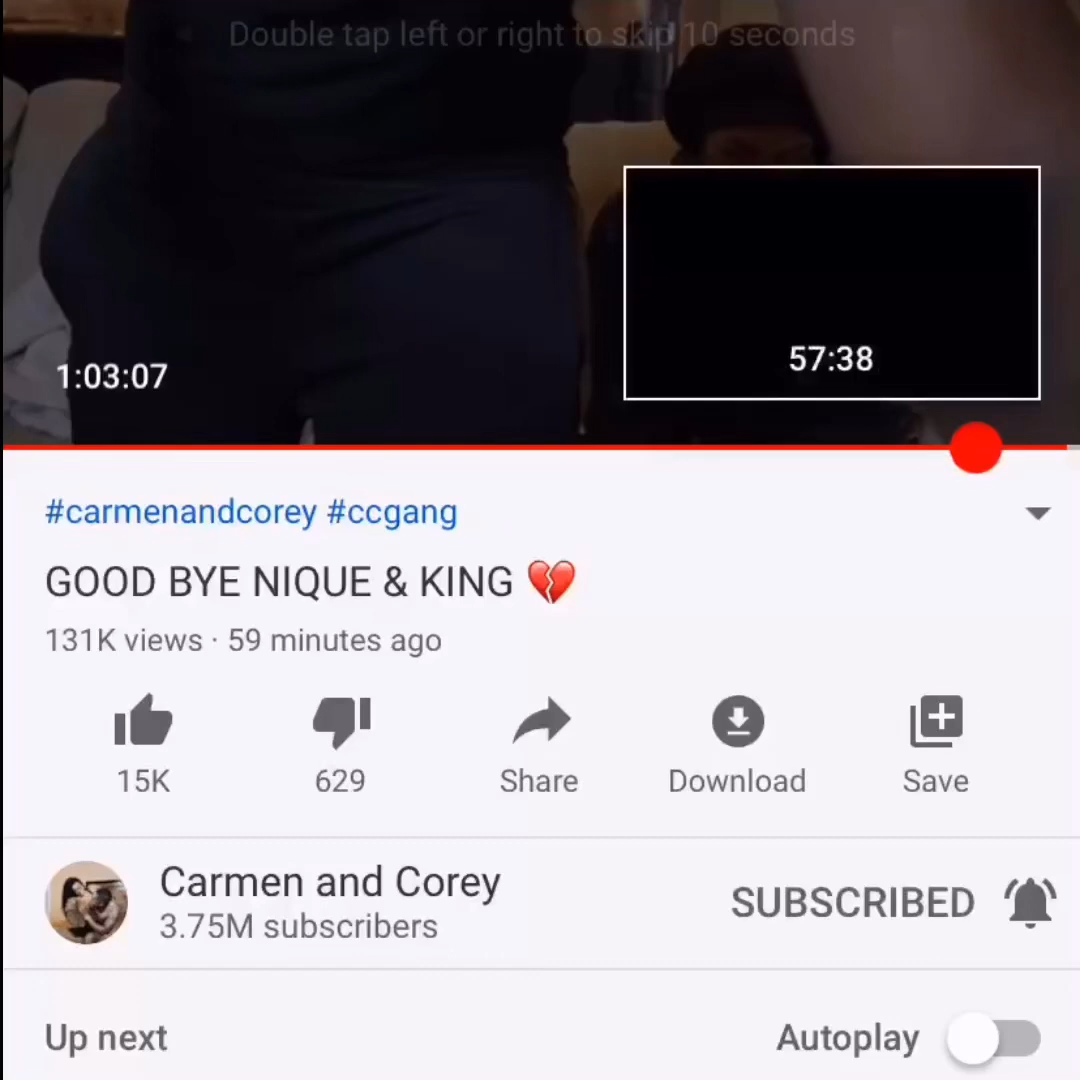 Double tap left or right to skip 10 seconds
57:38
1:03:07
#carmenandcorey #ccgang
GOOD BYE NIQUE & KING 💔
131K views · 59 minutes ago
15K
629
Share
Download
Save
Carmen and Corey
3.75M subscribers
SUBSCRIBED
Up next
Autoplay